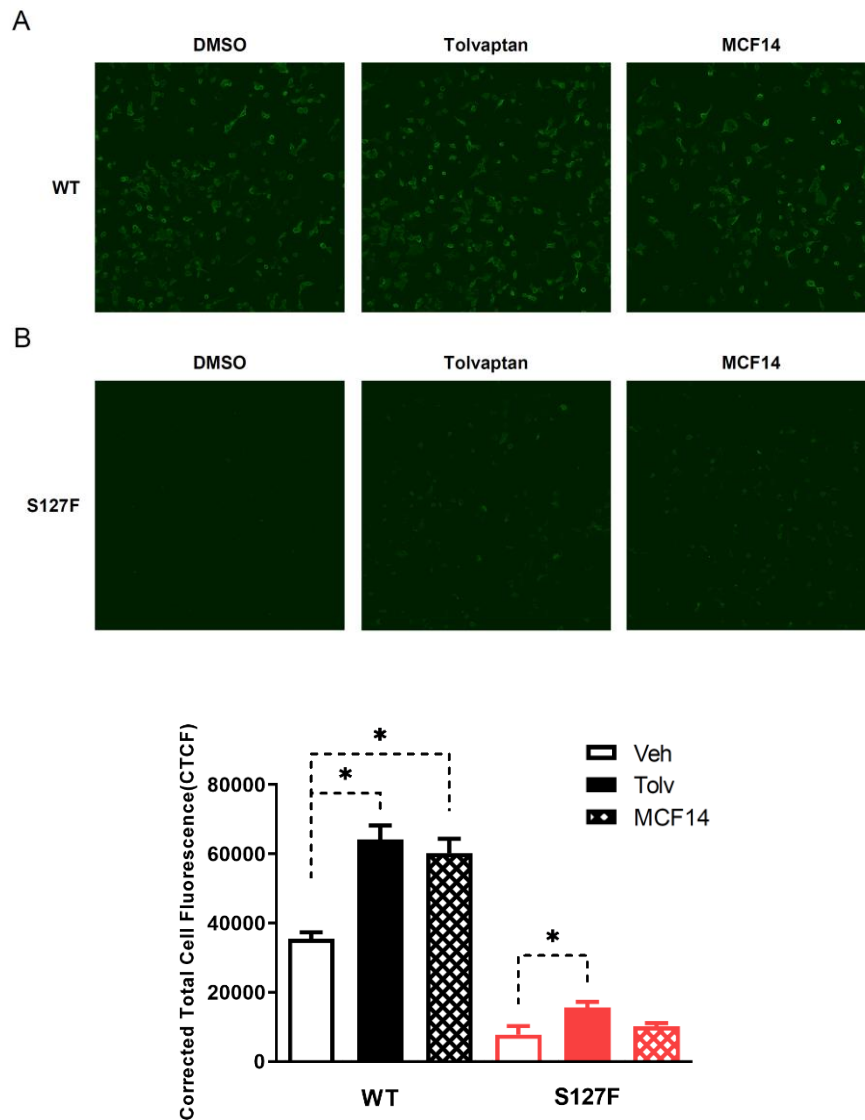 A
DMSO Tolvaptan MCF14
WT
B
DMSO Tolvaptan MCF14
S127F
Corrected Total Cell Fluorescence(CTCF)
80000
60000
40000
20000
0
* * *
Veh
Tolv
MCF14
WT S127F